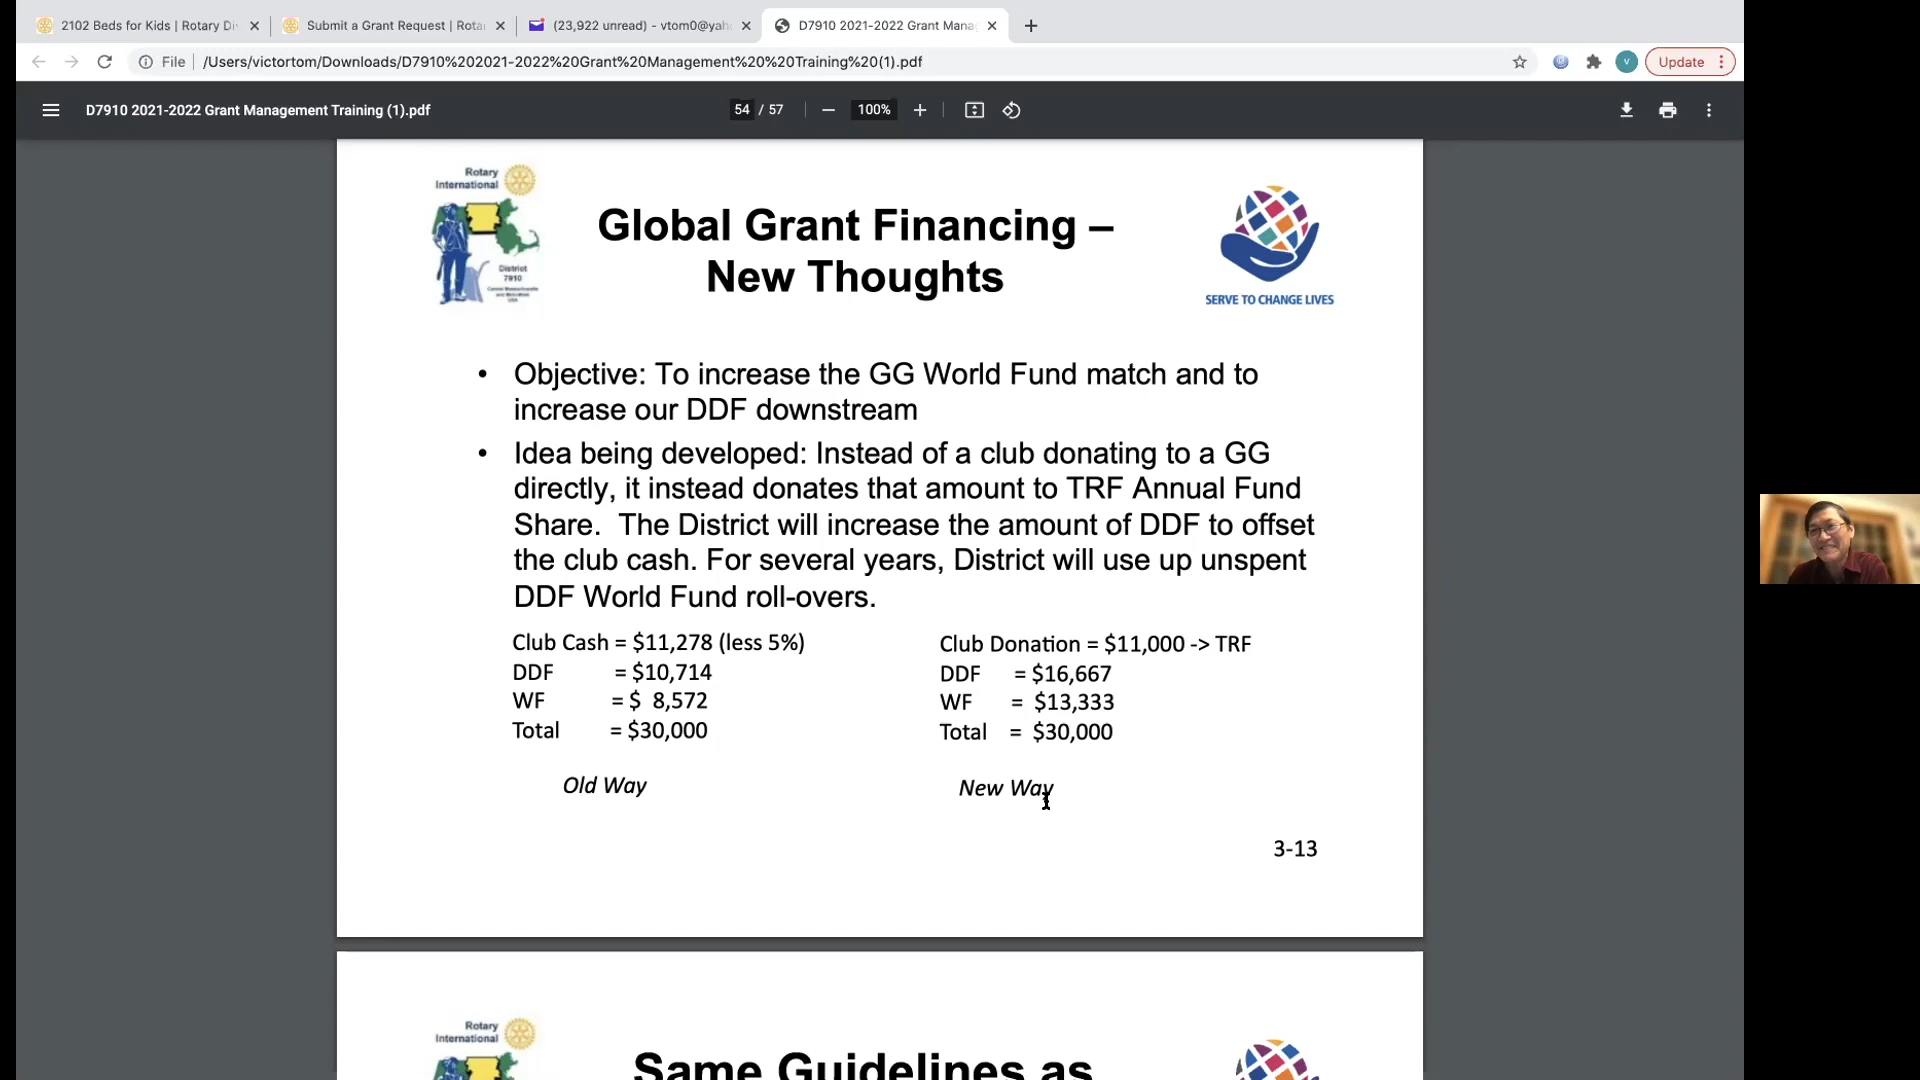 2102 Beds for Kids | Rotary Di
Submit a Grant Request | Rota
(23,922 unread) - vtom0@yah
D7910 2021-2022 Grant Mana
File
/Users/victortom/Downloads/D7910%202021-2022%20Grant%20Management%20%20Training%20(1).pdf
V
Update
D7910 2021-2022 Grant Management Training (1).pdf
54 / 57
100%
Rotary
International
District
7910
Global Grant Financing –
New Thoughts
SERVE TO CHANGE LIVES
• Objective: To increase the GG World Fund match and to
increase our DDF downstream
• Idea being developed: Instead of a club donating to a GG
directly, it instead donates that amount to TRF Annual Fund
Share. The District will increase the amount of DDF to offset
the club cash. For several years, District will use up unspent
DDF World Fund roll-overs.
Club Cash = $11,278 (less 5%)
DDF = $10,714
WF = $ 8,572
Total = $30,000
Old Way
Club Donation = $11,000 -> TRF
DDF = $16,667
WF = $13,333
Total = $30,000
New Way
3-13
Rotary
International
Same Guidelines as